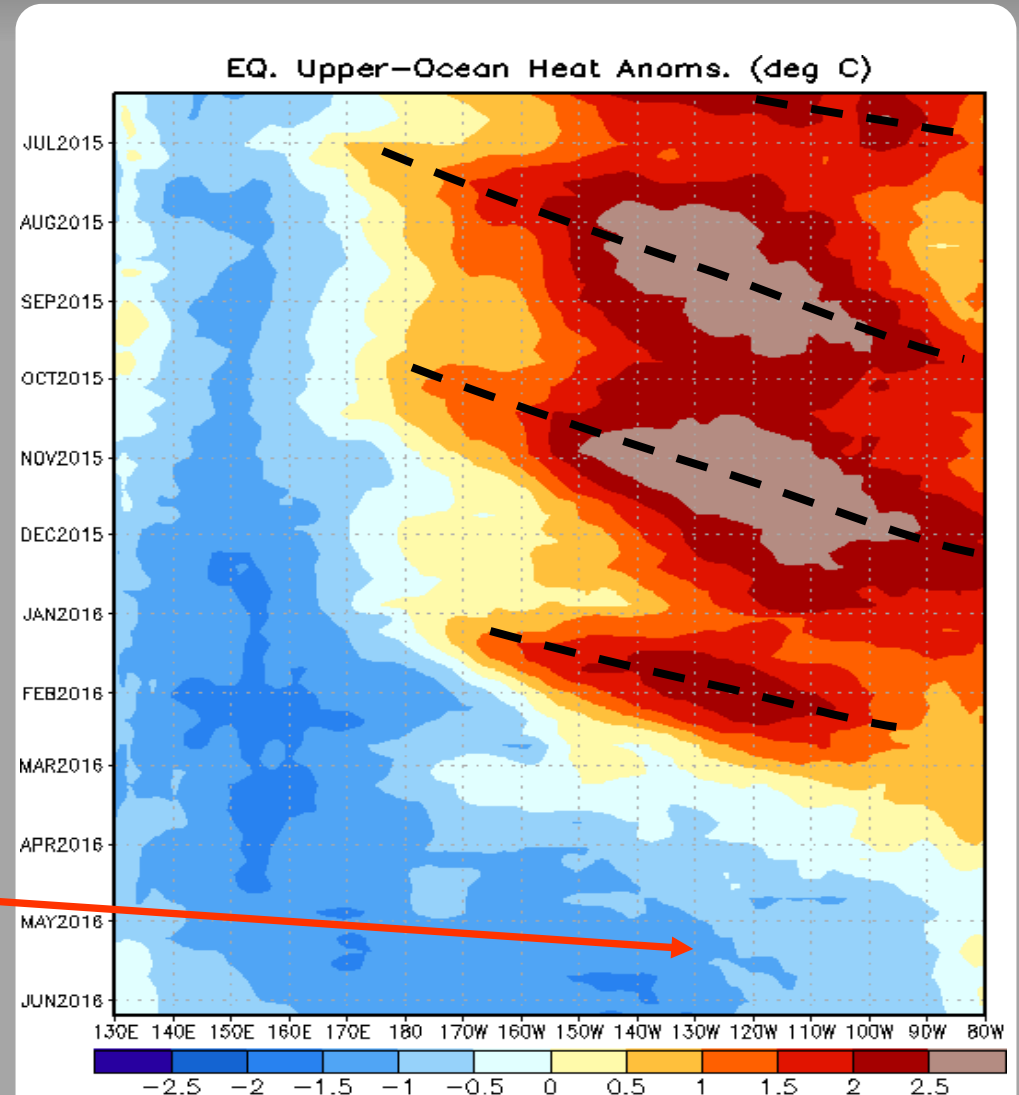 EQ. Upper-Ocean Heat Anoms. (deg C)
JUL2015
AUG2015
SEP2015
OCT2015
NOV2015
DEC2015
JAN2016
FEB2016
MAR2016
APR2016
MAY2016
JUN2016
130E 140E 150E 160E 170E 180 170W 160W 150W 140W 130W 120W 110W 100W 90W 80W
-2.5 -2 -1.5 -1 -0.5 0 0.5 1 1.5 2 2.5